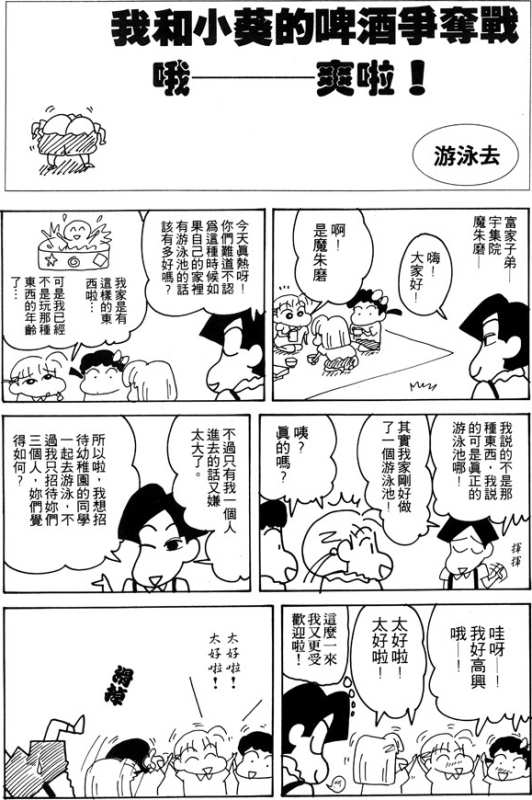 我和小葵的啤酒爭奪戰
哦———爽啦！
游泳去
富家子弟—
宇集院
魔朱磨—
嗨！
大家好！
啊！
是魔朱磨
今天眞熱呀！
你們難道不認
爲這種時候如
果自己的家裡
有游泳池的話
該有多好嗎？
我家是有
這樣的東
西啦…
可是我已經
不是玩那種
東西的年齡
了…
我說的不是那
種東西，我說
的可是眞正的
游泳池哪！
揮揮
其實我家剛好做
了一個游泳池！
咦？
眞的嗎？
不過只有我一個人
進去的話又嫌
太大了。
所以啦，我想招
待幼稚園的同學
一起去游泳，不
過我只招待妳們
三個人，妳們覺
得如何？
哇呀—！
我好高興
哦—！
太好啦！
太好啦！
這麼一來
我又更受
歡迎啦！
太好啦！
太好啦！
滑掉